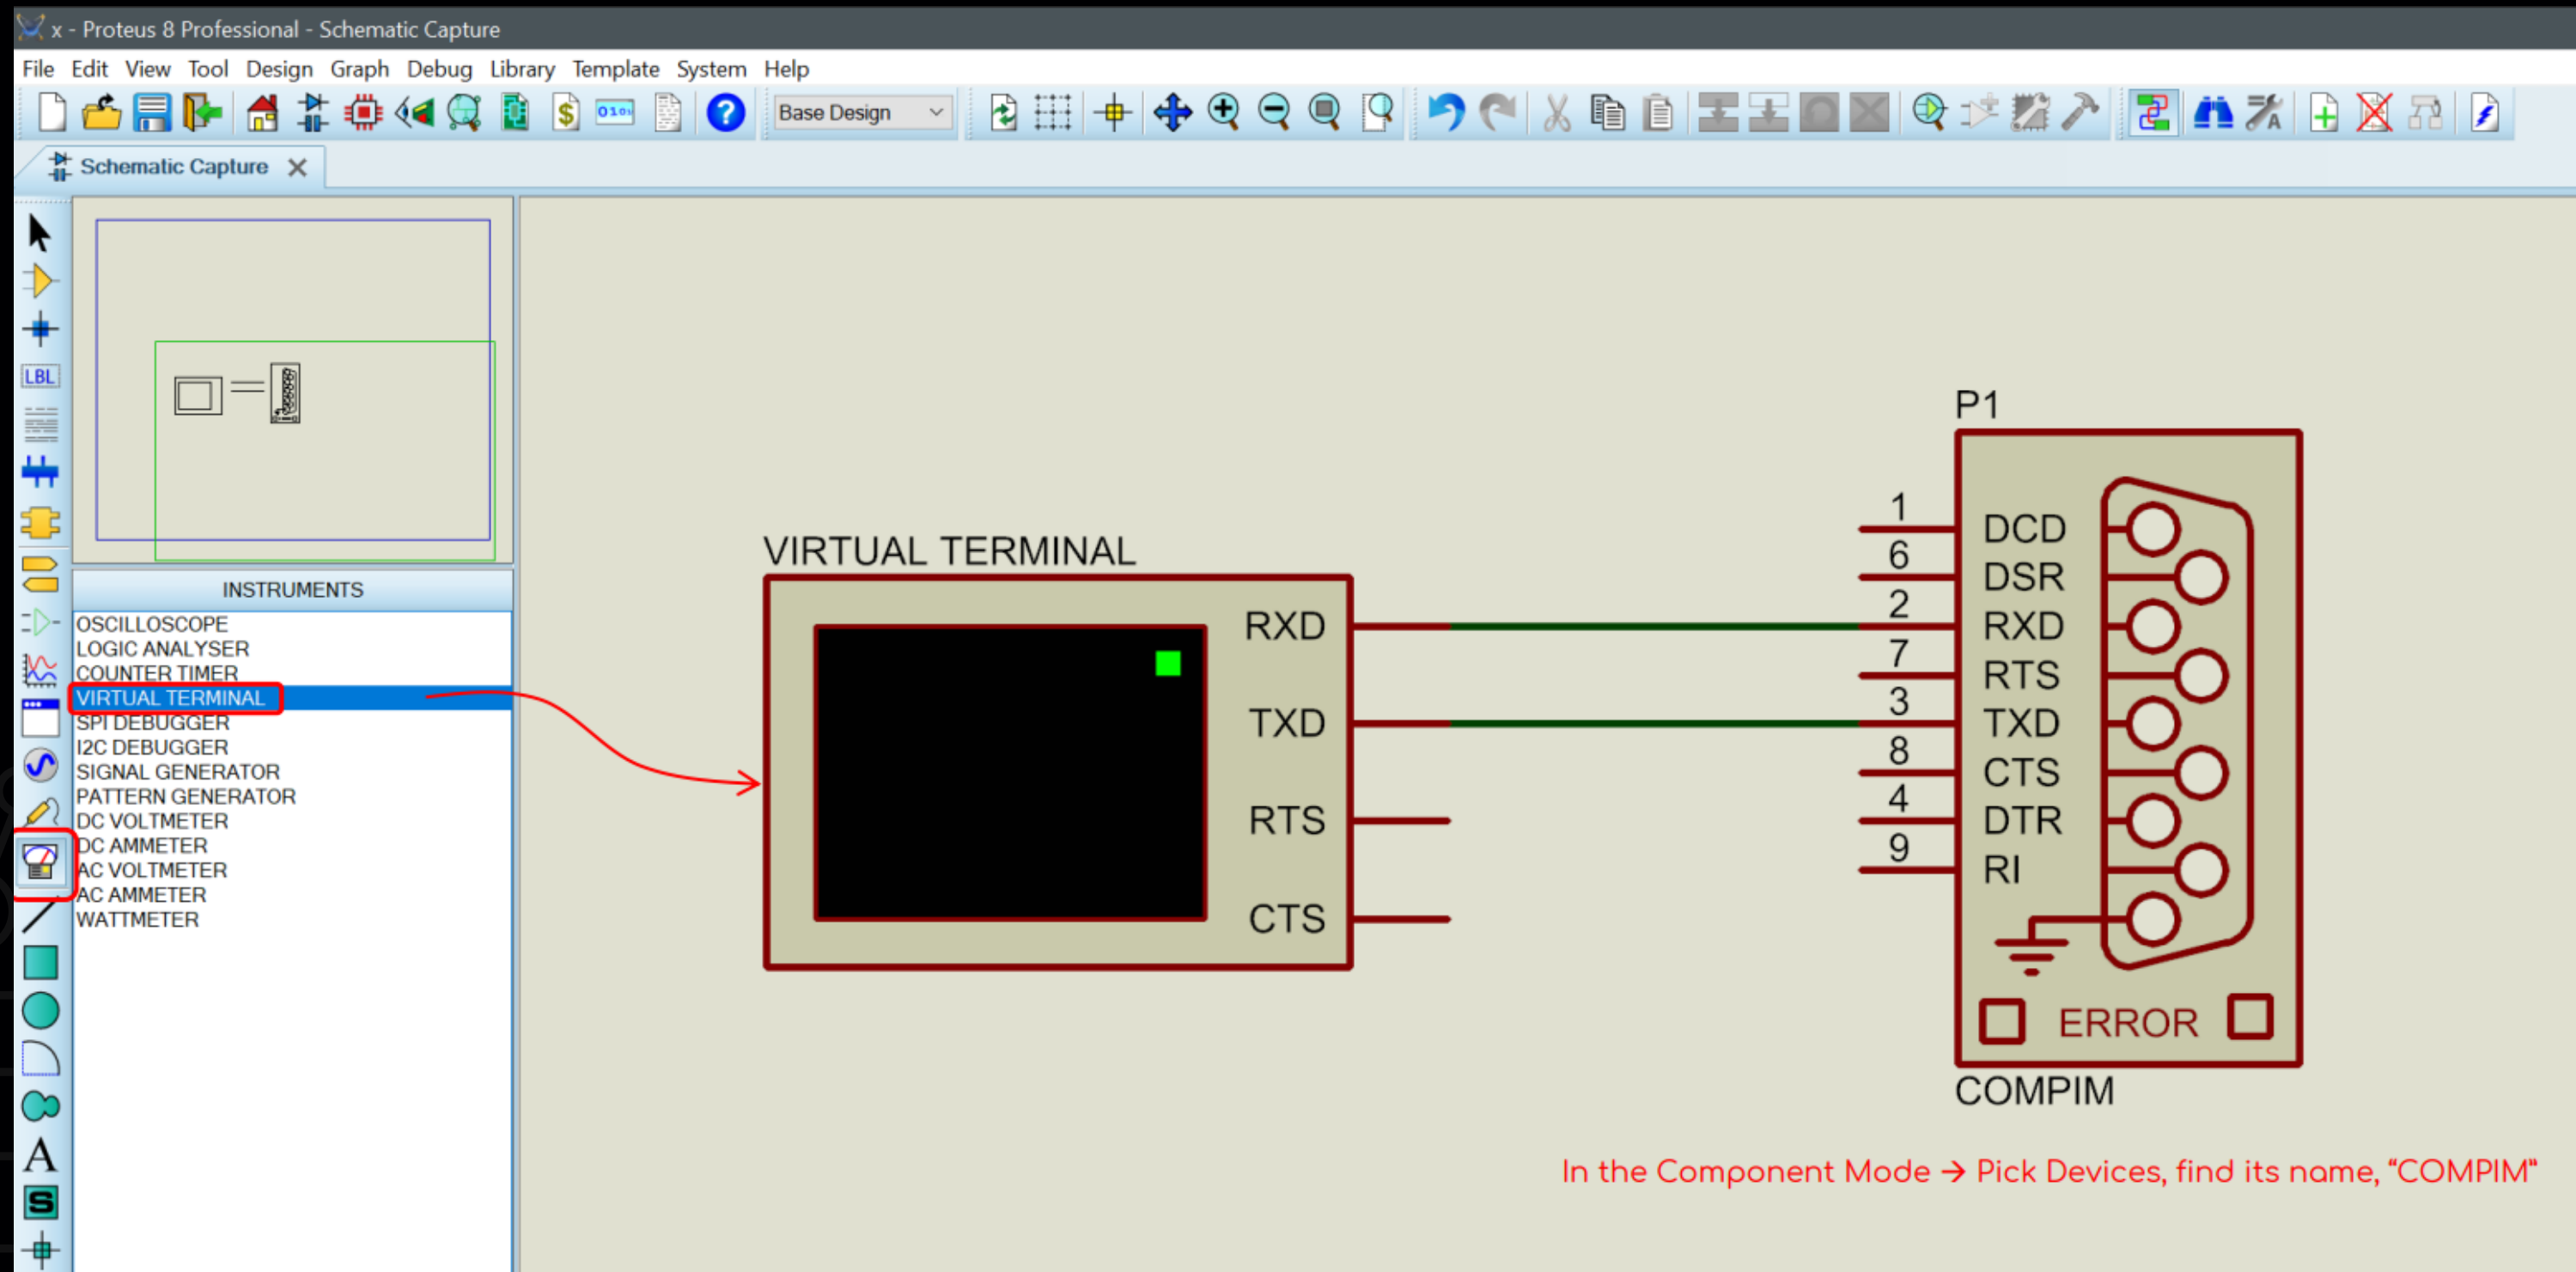 x - Proteus 8 Professional - Schematic Capture
File Edit View Tool Design Graph Debug Library Template System Help
$ 0101 ? Base Design
Schematic Capture
LBL
INSTRUMENTS
OSCILLOSCOPE
LOGIC ANALYSER
COUNTER TIMER
VIRTUAL TERMINAL
SPI DEBUGGER
I2C DEBUGGER
SIGNAL GENERATOR
PATTERN GENERATOR
DC VOLTMETER
DC AMMETER
AC VOLTMETER
AC AMMETER
WATTMETER
A
S
VIRTUAL TERMINAL
RXD
TXD
RTS
CTS
P1
1 DCD
6 DSR
2 RXD
7 RTS
3 TXD
8 CTS
4 DTR
9 RI
ERROR
COMPIM
In the Component Mode → Pick Devices, find its name, “COMPIM”